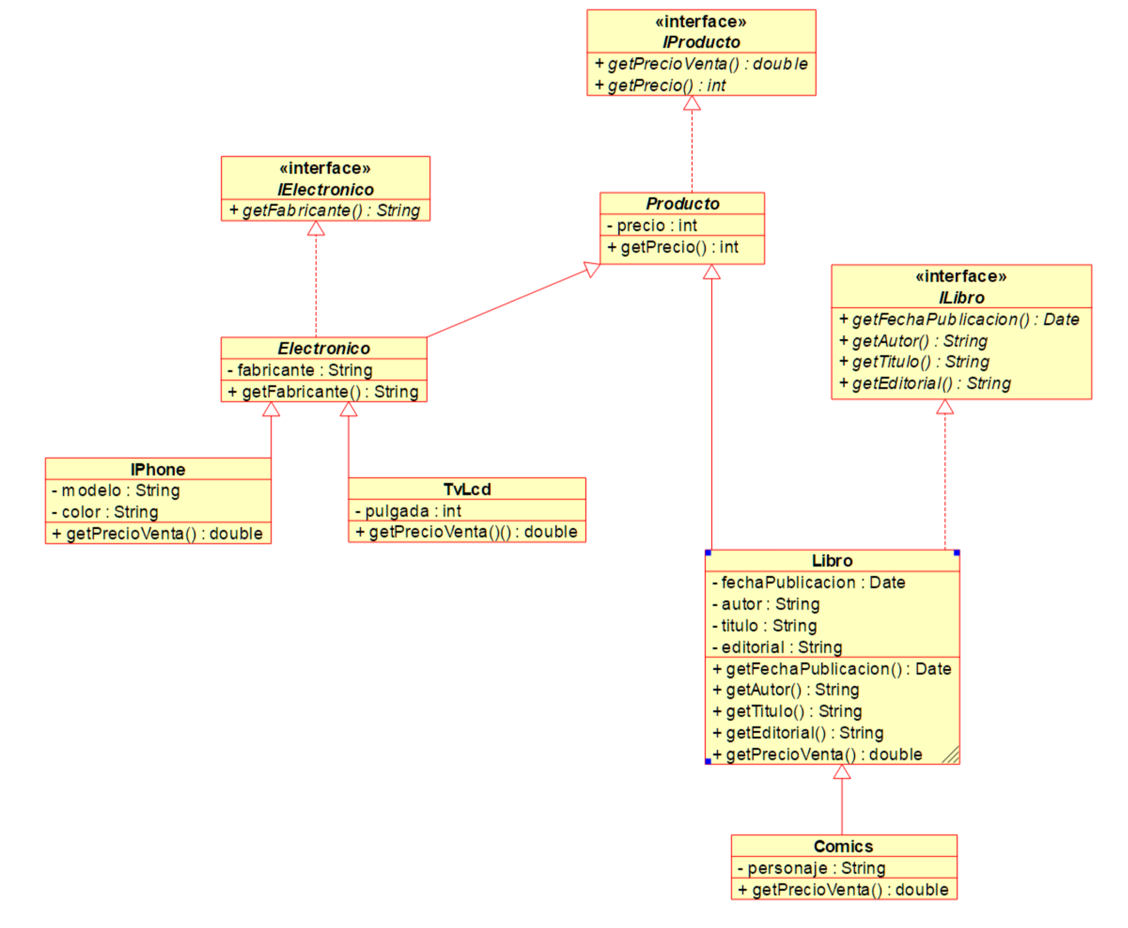 «interface»
IProducto
+ getPrecioVenta() : double
+ getPrecio() : int
«interface»
IElectronico
+ getFabricante() : String
Producto
- precio : int
+ getPrecio() : int
«interface»
ILibro
+ getFechaPublicacion() : Date
+ getAutor() : String
+ getTitulo() : String
+ getEditorial() : String
Electronico
- fabricante : String
+ getFabricante() : String
IPhone
- modelo : String
- color : String
+ getPrecioVenta() : double
TvLcd
- pulgada : int
+ getPrecioVenta()() : double
Libro
- fechaPublicacion : Date
- autor : String
- titulo : String
- editorial : String
+ getFechaPublicacion() : Date
+ getAutor() : String
+ getTitulo() : String
+ getEditorial() : String
+ getPrecioVenta() : double
Comics
- personaje : String
+ getPrecioVenta() : double